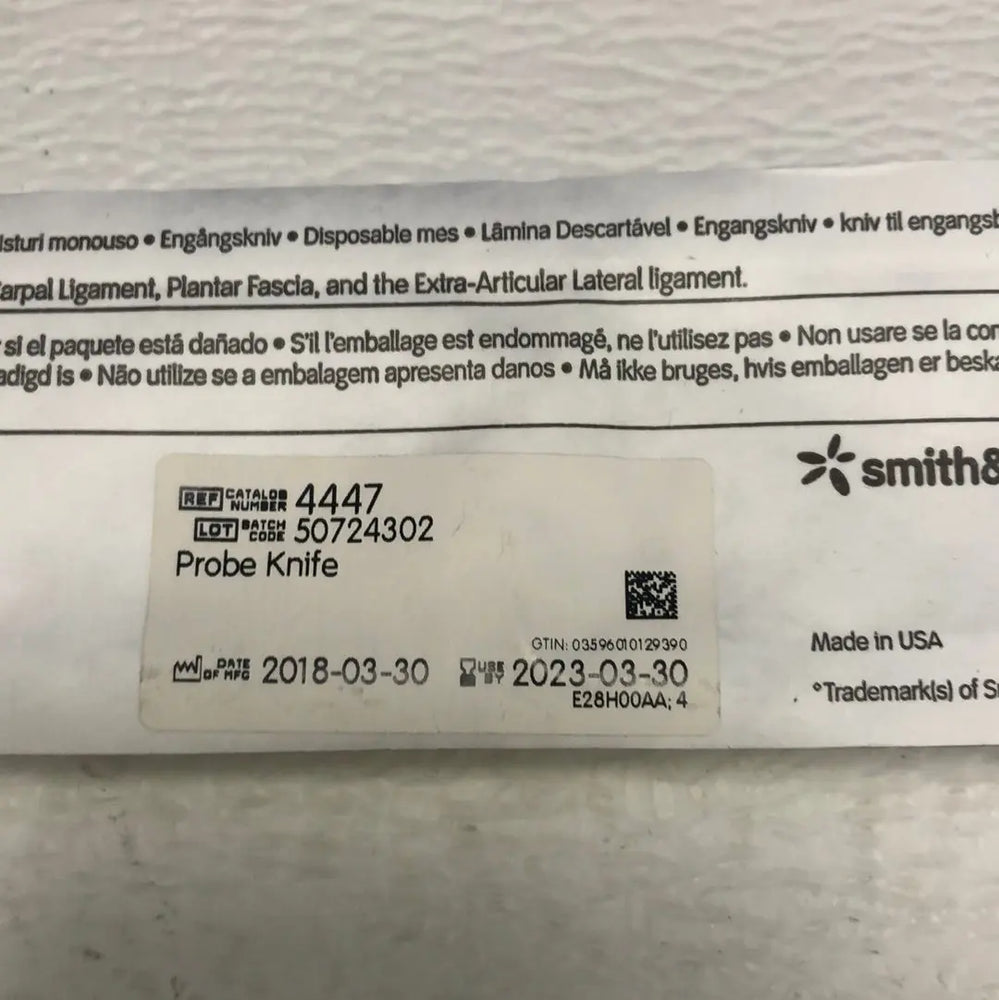 isturi monouso • Engångskniv • Disposable mes • Lâmina Descartável • Engangskniv • kniv til engangsb
arpal Ligament, Plantar Fascia, and the Extra-Articular Lateral ligament.
si el paquete está dañado • S'il l'emballage est endommagé, ne l'utilisez pas • Non usare se la con
adigd is • Não utilize se a embalagem apresenta danos • Må ikke bruges, hvis emballagen er beska
smith&
REF CATALOG NUMBER 4447
LOT BATCH CODE 50724302
Probe Knife
GTIN: 03596010129390
DATE OF MFG 2018-03-30 USE BY 2023-03-30
E28H00AA; 4
Made in USA
°Trademark(s) of S